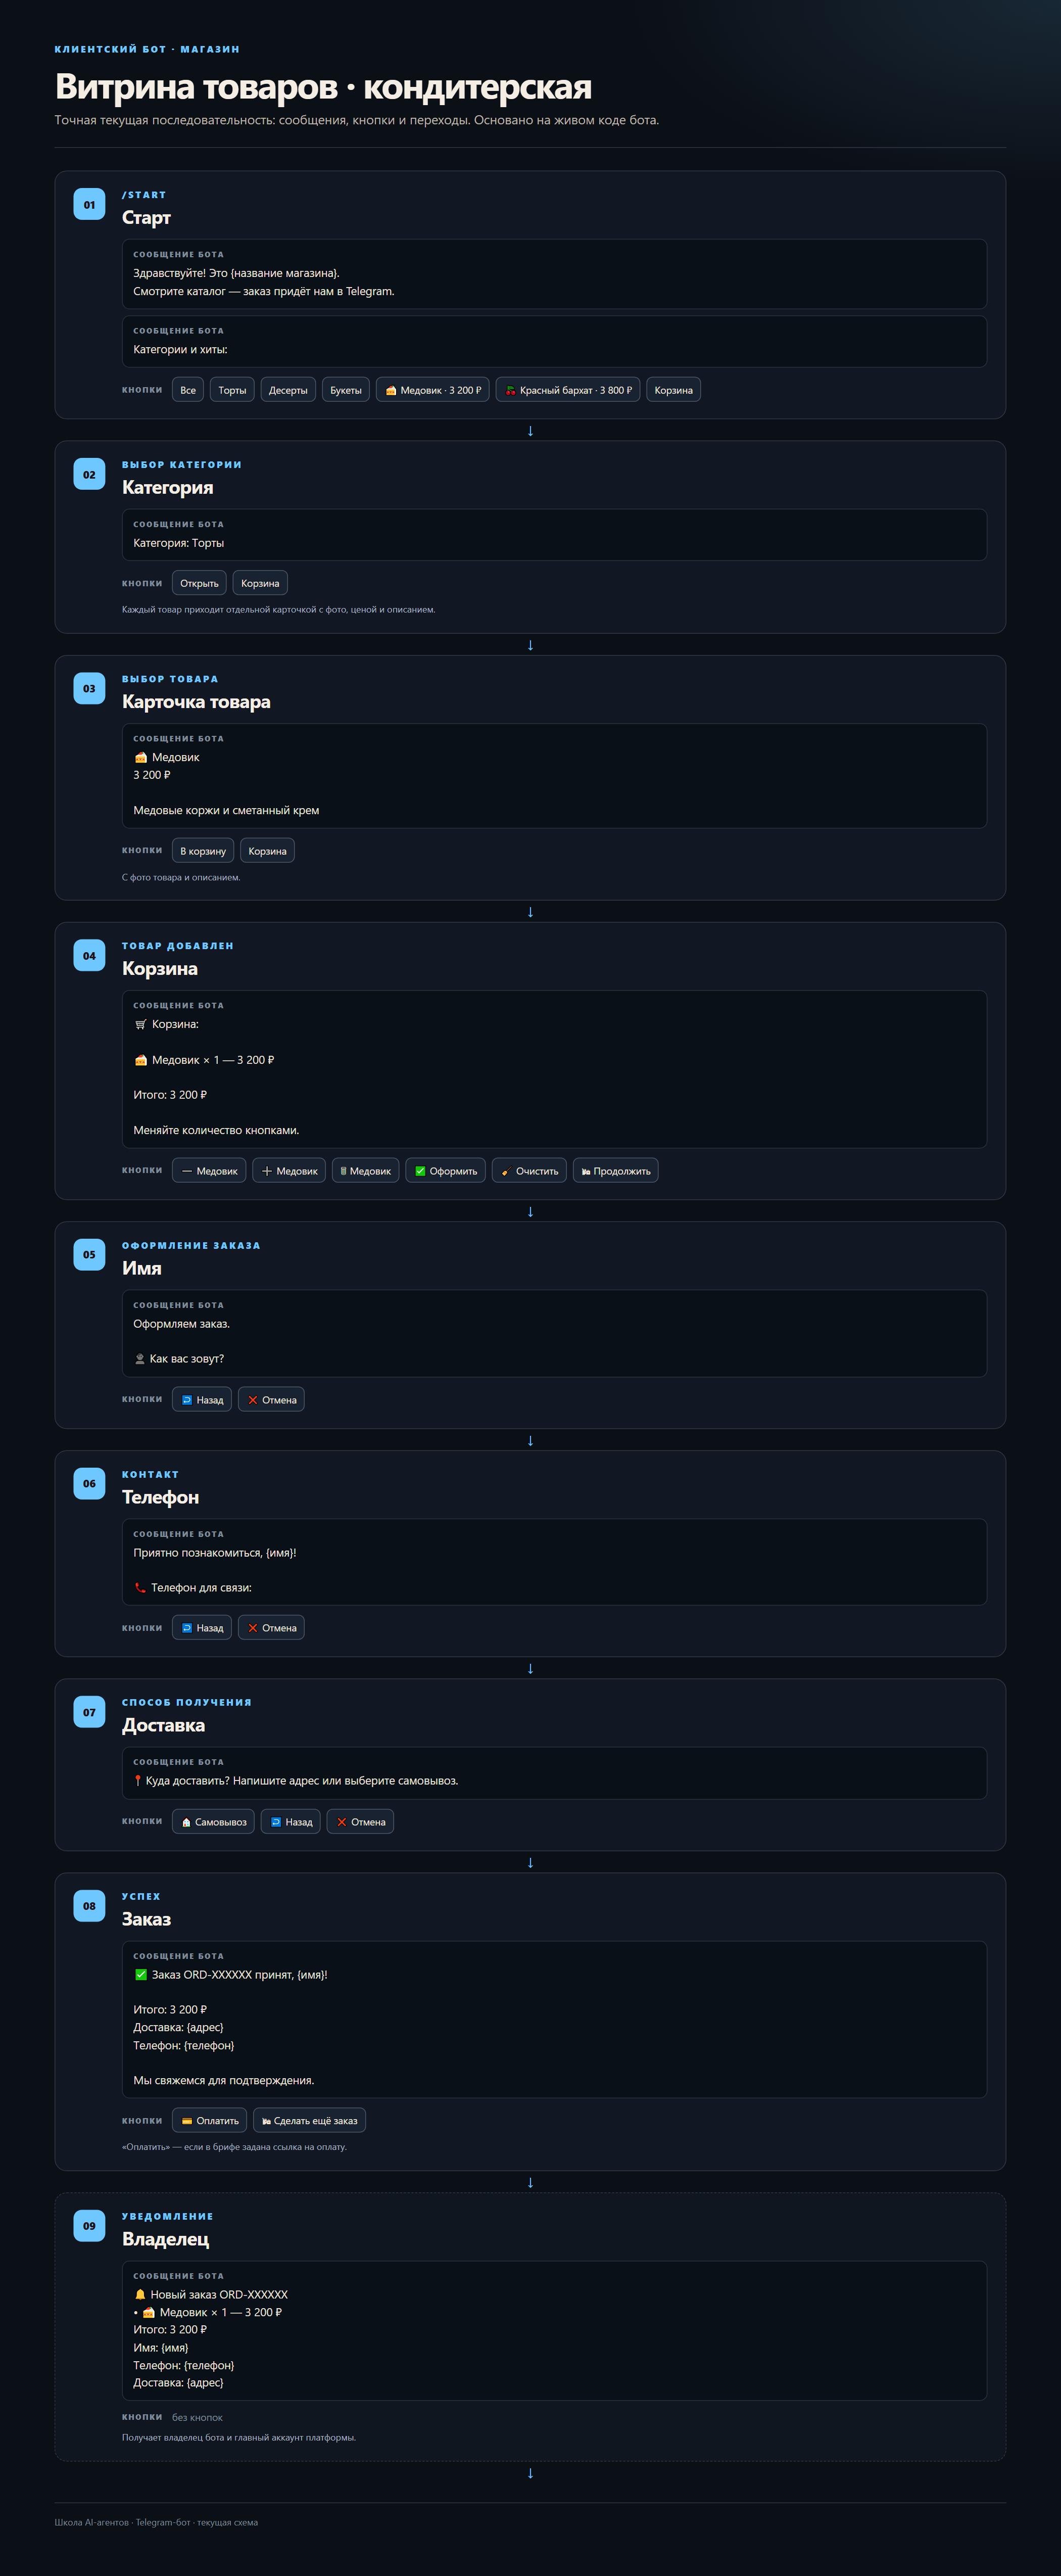 КЛИЕНТСКИЙ БОТ · МАГАЗИН
Витрина товаров · кондитерская
Точная текущая последовательность: сообщения, кнопки и переходы. Основано на живом коде бота.
01
/START
Старт
СООБЩЕНИЕ БОТА
Здравствуйте! Это {название магазина}.
Смотрите каталог — заказ придёт нам в Telegram.
СООБЩЕНИЕ БОТА
Категории и хиты:
КНОПКИ Все Торты Десерты Букеты 🍰 Медовик · 3 200 ₽ 🍒 Красный бархат · 3 800 ₽ Корзина
↓
02
ВЫБОР КАТЕГОРИИ
Категория
СООБЩЕНИЕ БОТА
Категория: Торты
КНОПКИ Открыть Корзина
Каждый товар приходит отдельной карточкой с фото, ценой и описанием.
↓
03
ВЫБОР ТОВАРА
Карточка товара
СООБЩЕНИЕ БОТА
🍰 Медовик
3 200 ₽
Медовые коржи и сметанный крем
КНОПКИ В корзину Корзина
С фото товара и описанием.
↓
04
ТОВАР ДОБАВЛЕН
Корзина
СООБЩЕНИЕ БОТА
🛒 Корзина:
🍰 Медовик × 1 — 3 200 ₽
Итого: 3 200 ₽
Меняйте количество кнопками.
КНОПКИ ➖ Медовик ➕ Медовик 🗑 Медовик ✅ Оформить 🧹 Очистить 🛍 Продолжить
↓
05
ОФОРМЛЕНИЕ ЗАКАЗА
Имя
СООБЩЕНИЕ БОТА
Оформляем заказ.
👤 Как вас зовут?
КНОПКИ ↩️ Назад ❌ Отмена
↓
06
КОНТАКТ
Телефон
СООБЩЕНИЕ БОТА
Приятно познакомиться, {имя}!
📞 Телефон для связи:
КНОПКИ ↩️ Назад ❌ Отмена
↓
07
СПОСОБ ПОЛУЧЕНИЯ
Доставка
СООБЩЕНИЕ БОТА
📍 Куда доставить? Напишите адрес или выберите самовывоз.
КНОПКИ 🏠 Самовывоз ↩️ Назад ❌ Отмена
↓
08
УСПЕХ
Заказ
СООБЩЕНИЕ БОТА
✅ Заказ ORD-XXXXXX принят, {имя}!
Итого: 3 200 ₽
Доставка: {адрес}
Телефон: {телефон}
Мы свяжемся для подтверждения.
КНОПКИ 💳 Оплатить 🛍 Сделать ещё заказ
«Оплатить» — если в брифе задана ссылка на оплату.
↓
09
УВЕДОМЛЕНИЕ
Владелец
СООБЩЕНИЕ БОТА
🔔 Новый заказ ORD-XXXXXX
• 🍰 Медовик × 1 — 3 200 ₽
Итого: 3 200 ₽
Имя: {имя}
Телефон: {телефон}
Доставка: {адрес}
КНОПКИ без кнопок
Получает владелец бота и главный аккаунт платформы.
↓
Школа AI-агентов · Telegram-бот · текущая схема